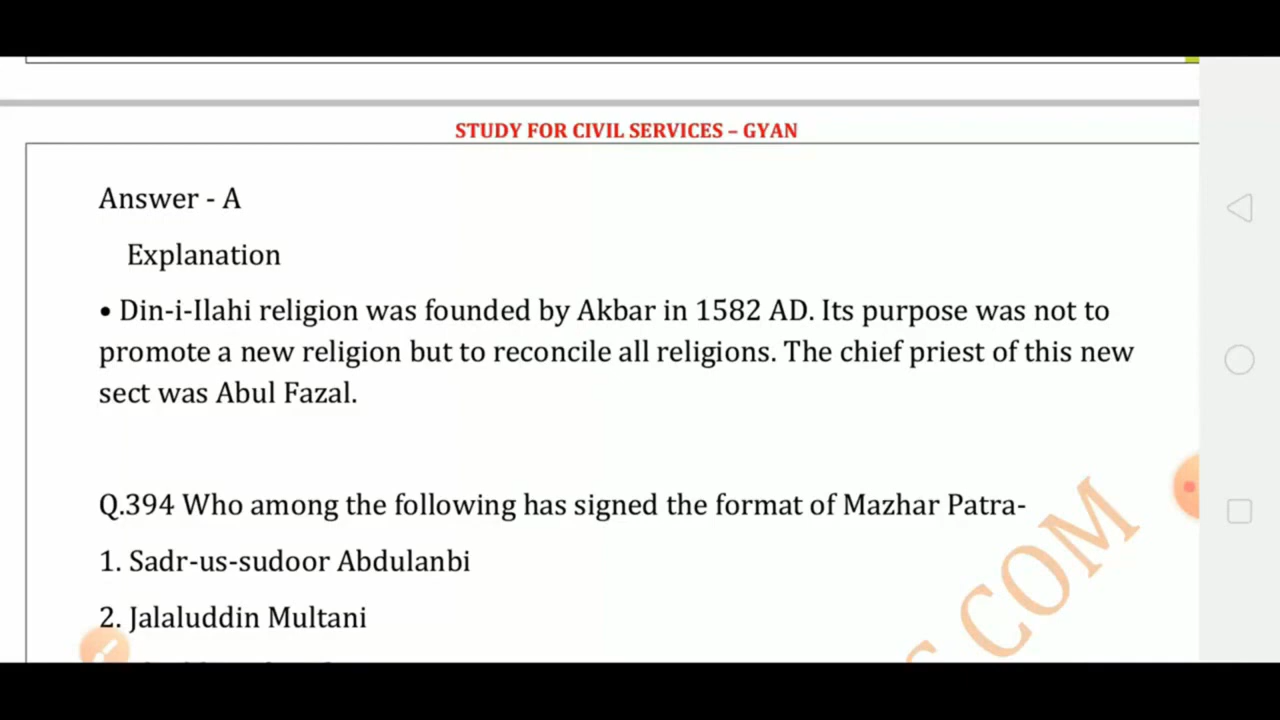 STUDY FOR CIVIL SERVICES – GYAN
Answer - A
Explanation
• Din-i-Ilahi religion was founded by Akbar in 1582 AD. Its purpose was not to
promote a new religion but to reconcile all religions. The chief priest of this new
sect was Abul Fazal.
Q.394 Who among the following has signed the format of Mazhar Patra-
1. Sadr-us-sudoor Abdulanbi
2. Jalaluddin Multani
.COM